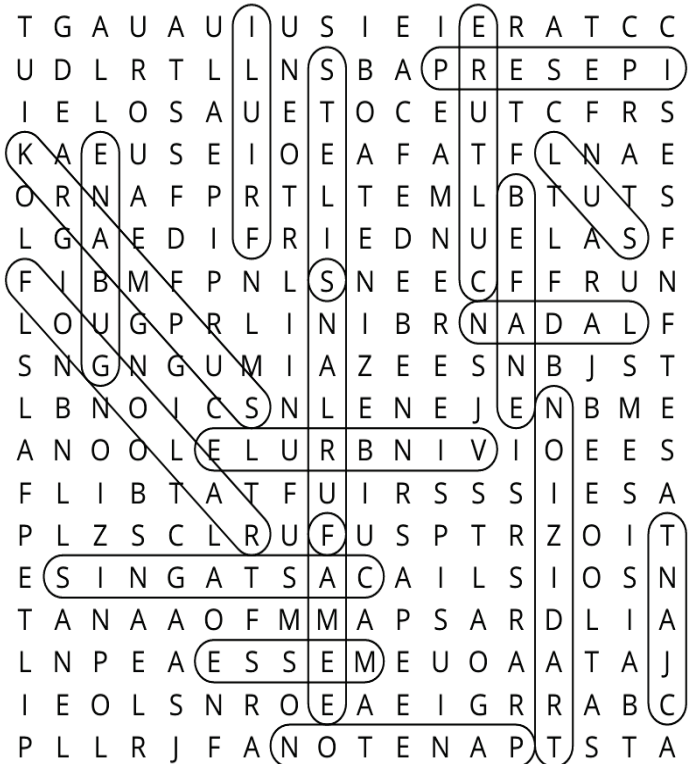 T G A U A U I U S I E I E R A T C C
U D L R T L L N S B A P R E S E P I
I E L O S A U E T O C E U T C F R S
K A E U S E I O E A F A T F L N A E
O R N A F P R T L T E M L B T U T S
L G A E D I F R I E D N U E L A S F
F I B M F P N L S N E E C F F R U N
L O U G P R L I N I B R N A D A L F
S N G N G U M I A Z E E S N B J S T
L B N O I C S N L E N E J E N B M E
A N O O L E L U R B N I V I O E E S
F L I B T A T F U I R S S S I E S A
P L Z S C L R U F U S P T R Z O I T
E S I N G A T S A C A I L S I O S N
T A N A A O F M M A P S A R D L I A
L N P E A E S S E M E U O A A T A J
I E O L S N R O E A E I G R R A B C
P L L R J F A N O T E N A P T S T A